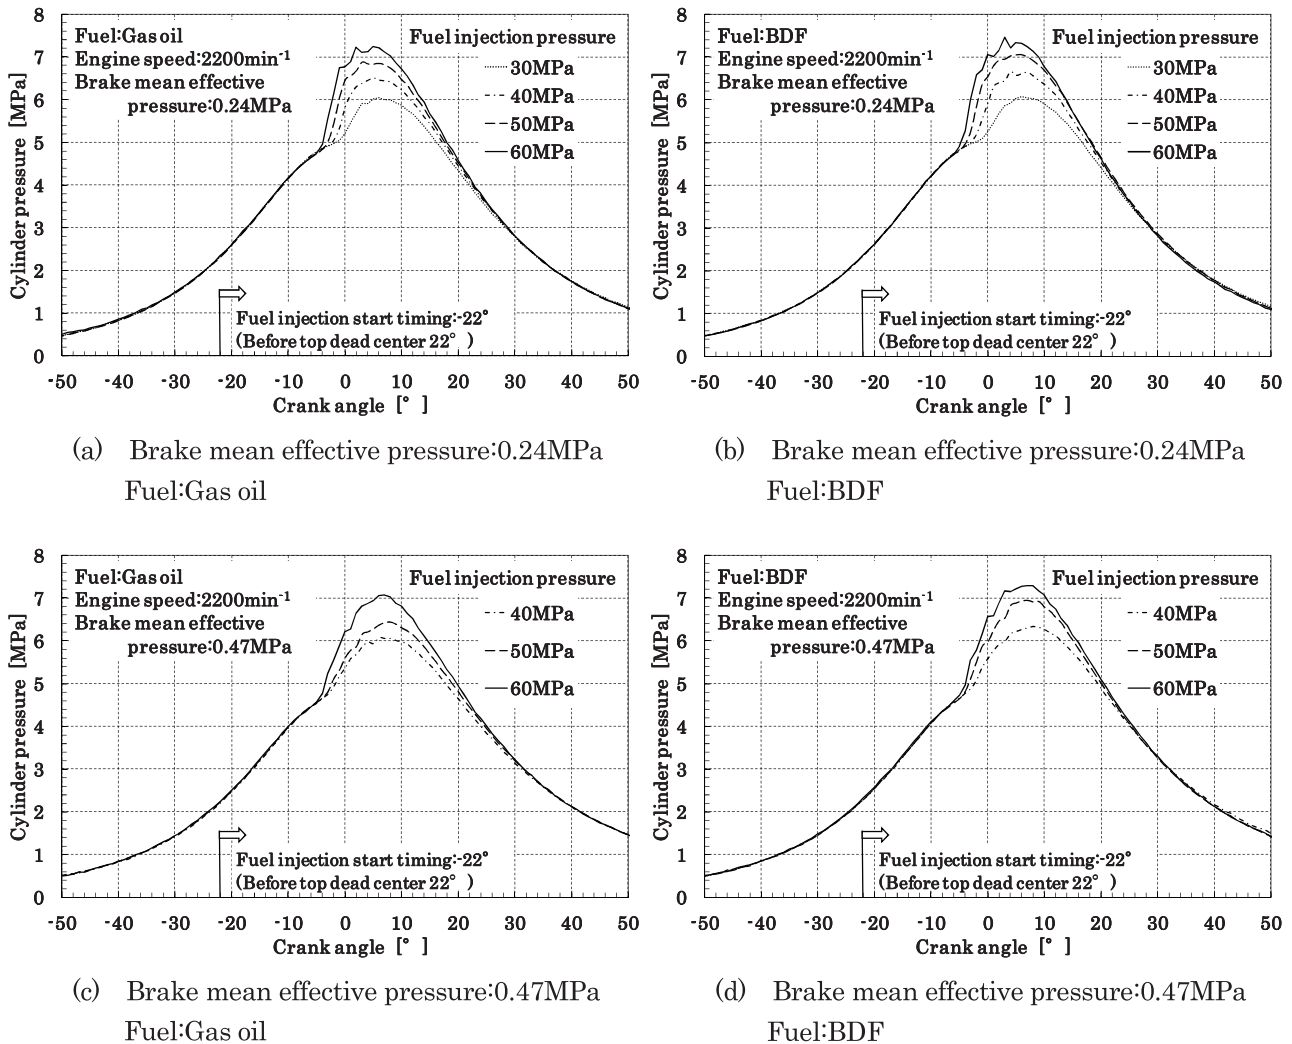 Cylinder pressure [MPa]
8
7
6
5
4
3
2
1
0
Fuel:Gas oil
Engine speed:2200min-1
Brake mean effective
pressure:0.24MPa
Fuel injection pressure
30MPa
40MPa
50MPa
60MPa
Fuel injection start timing:-22°
(Before top dead center 22° )
-50 -40 -30 -20 -10 0 10 20 30 40 50
Crank angle [° ]
(a) Brake mean effective pressure:0.24MPa
Fuel:Gas oil
Cylinder pressure [MPa]
8
7
6
5
4
3
2
1
0
Fuel:BDF
Engine speed:2200min-1
Brake mean effective
pressure:0.24MPa
Fuel injection pressure
30MPa
40MPa
50MPa
60MPa
Fuel injection start timing:-22°
(Before top dead center 22° )
-50 -40 -30 -20 -10 0 10 20 30 40 50
Crank angle [° ]
(b) Brake mean effective pressure:0.24MPa
Fuel:BDF
Cylinder pressure [MPa]
8
7
6
5
4
3
2
1
0
Fuel:Gas oil
Engine speed:2200min-1
Brake mean effective
pressure:0.47MPa
Fuel injection pressure
40MPa
50MPa
60MPa
Fuel injection start timing:-22°
(Before top dead center 22° )
-50 -40 -30 -20 -10 0 10 20 30 40 50
Crank angle [° ]
(c) Brake mean effective pressure:0.47MPa
Fuel:Gas oil
Cylinder pressure [MPa]
8
7
6
5
4
3
2
1
0
Fuel:BDF
Engine speed:2200min-1
Brake mean effective
pressure:0.47MPa
Fuel injection pressure
40MPa
50MPa
60MPa
Fuel injection start timing:-22°
(Before top dead center 22° )
-50 -40 -30 -20 -10 0 10 20 30 40 50
Crank angle [° ]
(d) Brake mean effective pressure:0.47MPa
Fuel:BDF